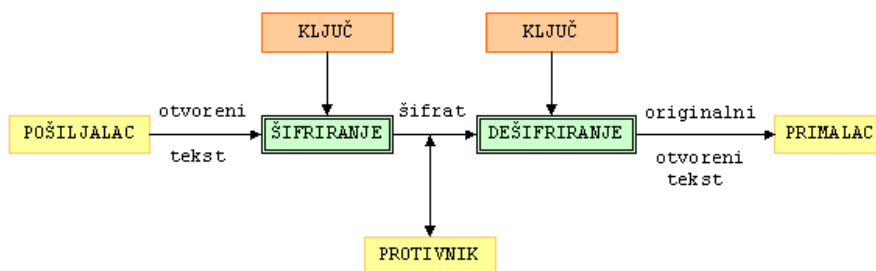 KLJUČ
KLJUČ
otvoreni
šifrat
originalni
POŠILJALAC
ŠIFRIRANJE
DEŠIFRIRANJE
PRIMALAC
tekst
otvoreni
tekst
PROTIVNIK